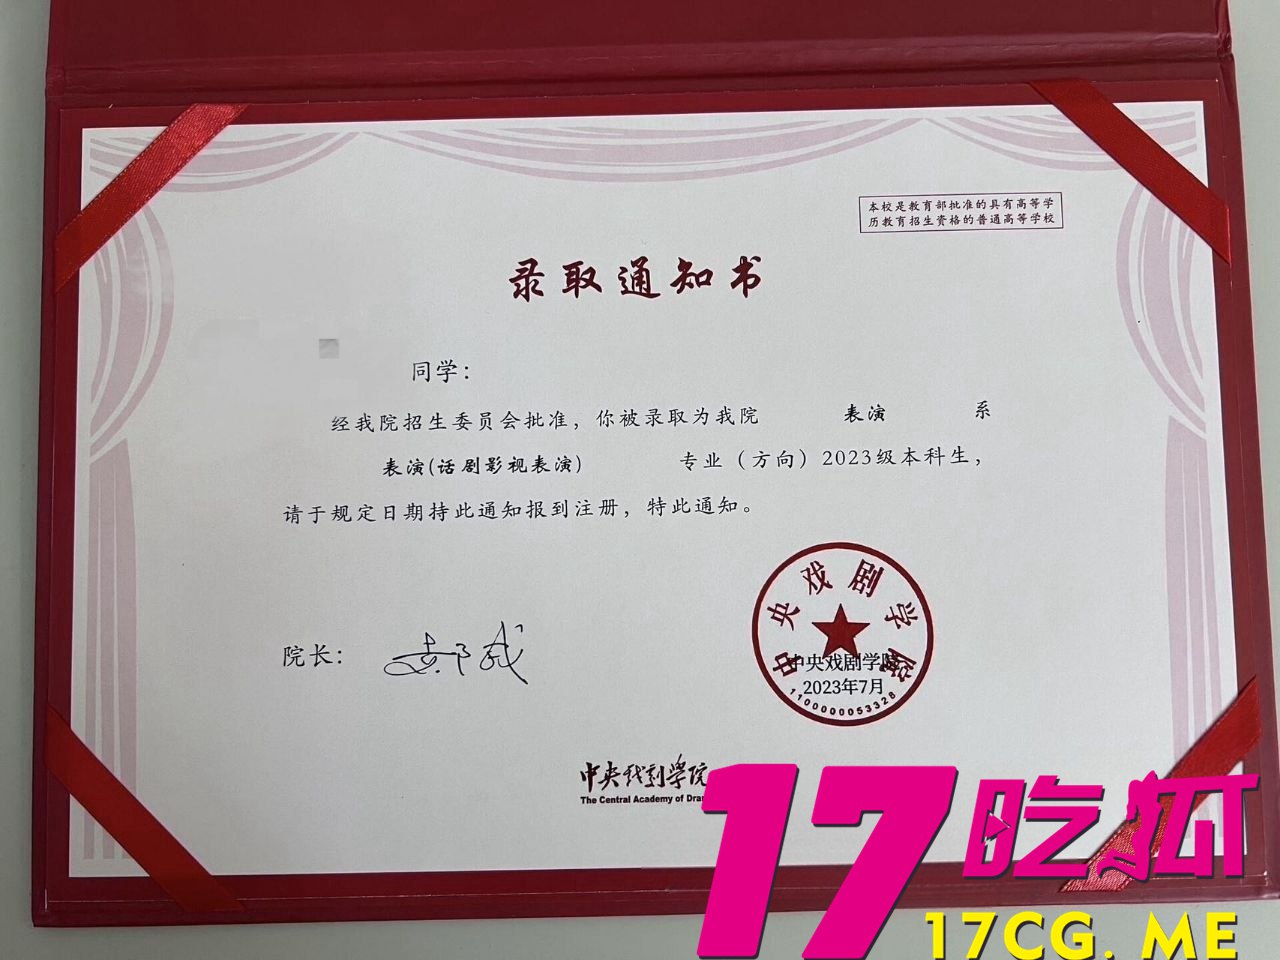 本校是教育部批准的具有高等学
历教育招生资格的普通高等学校
录取通知书
同学：
经我院招生委员会批准，你被录取为我院 表演 系
表演(话剧影视表演) 专业（方向）2023级本科生，
请于规定日期持此通知报到注册，特此通知。
院长：
中央戏剧学院
中央戏剧学院
2023年7月
1100000053328
中央戏剧学院
The Central Academy of Dra
17吃瓜
17CG.ME